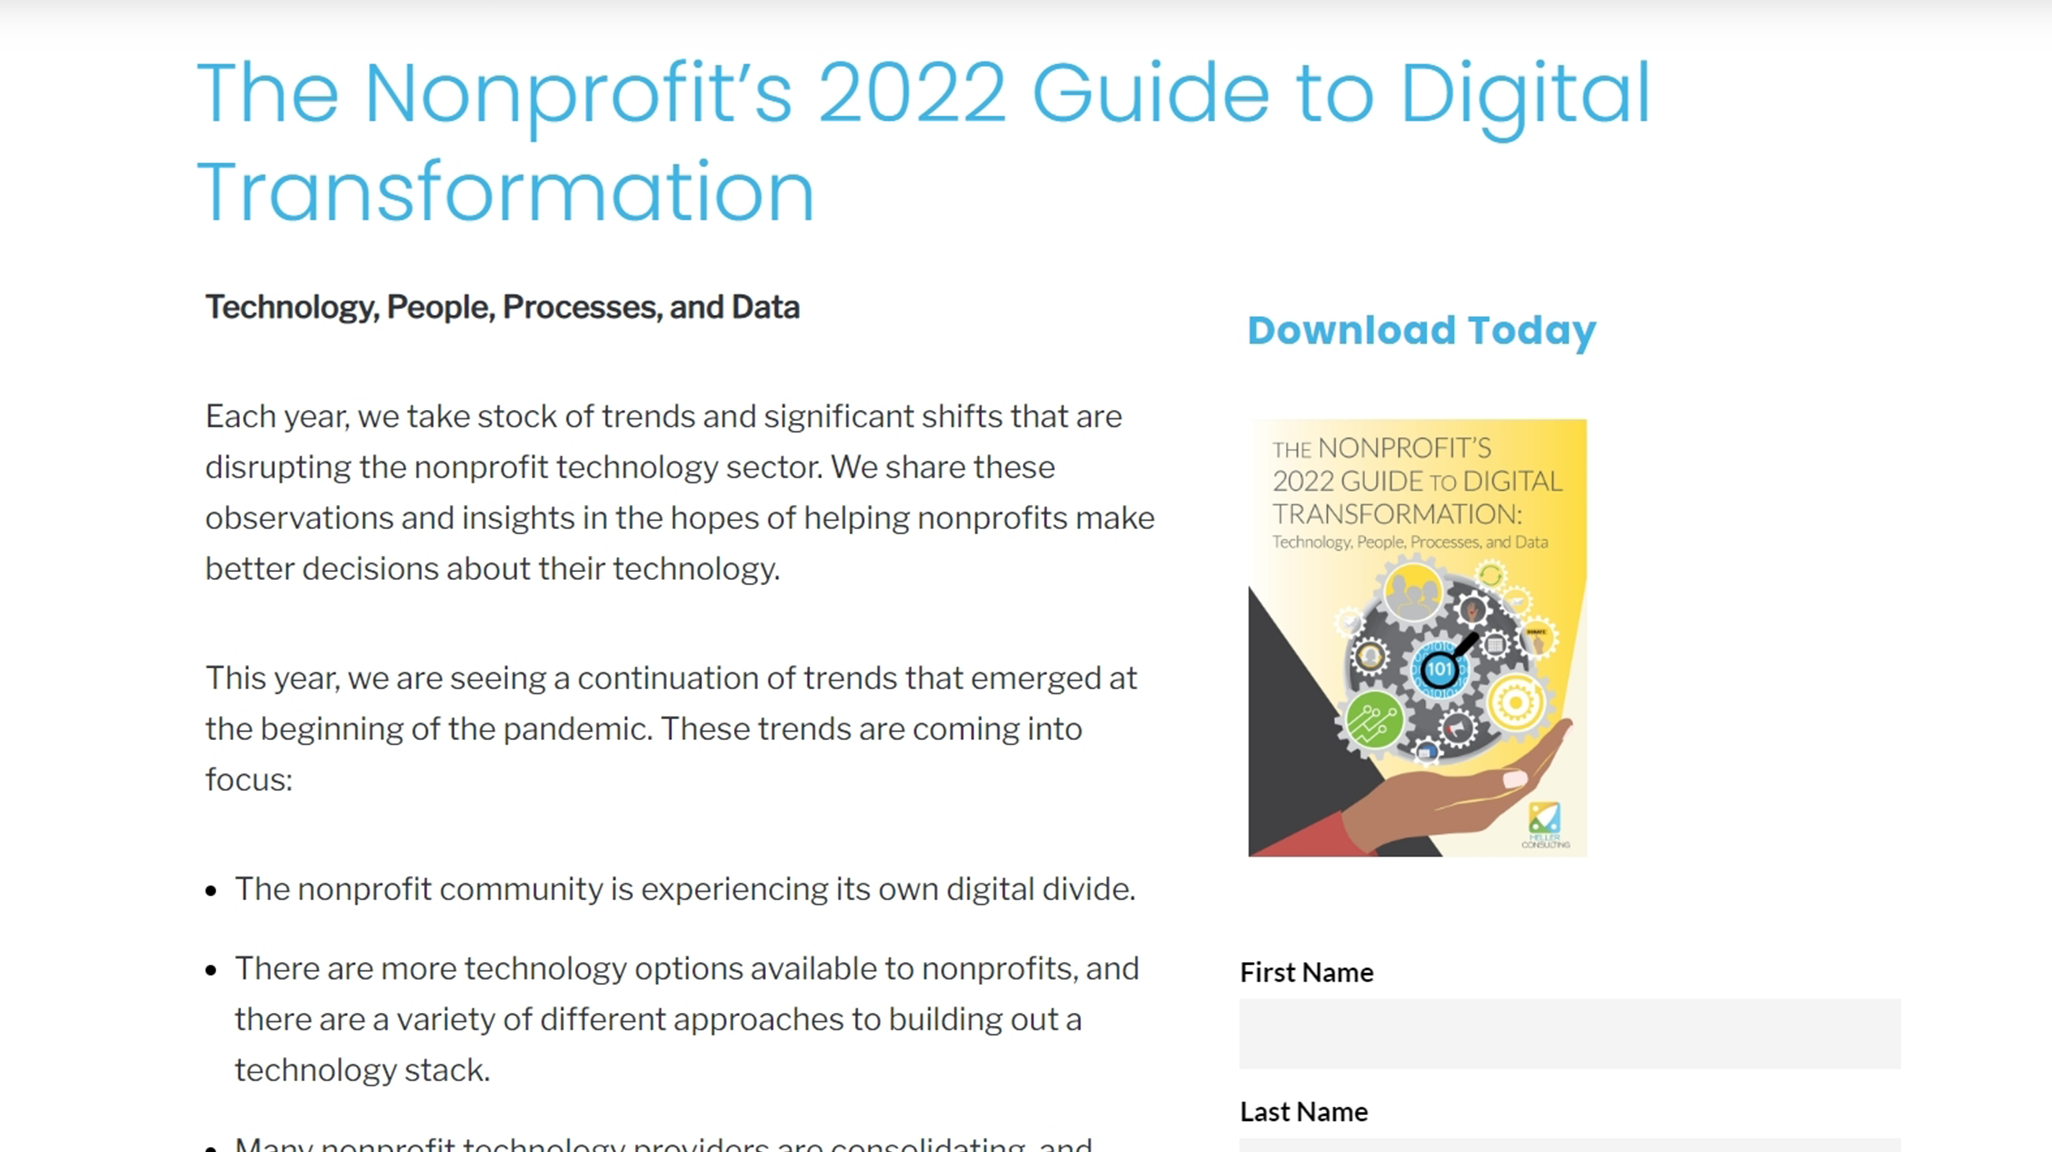 The Nonprofit’s 2022 Guide to Digital
Transformation
Technology, People, Processes, and Data
Each year, we take stock of trends and significant shifts that are
disrupting the nonprofit technology sector. We share these
observations and insights in the hopes of helping nonprofits make
better decisions about their technology.
This year, we are seeing a continuation of trends that emerged at
the beginning of the pandemic. These trends are coming into
focus:
• The nonprofit community is experiencing its own digital divide.
• There are more technology options available to nonprofits, and
there are a variety of different approaches to building out a
technology stack.
• Many nonprofit technology providers are consolidating, and
Download Today
THE NONPROFIT’S
2022 GUIDE TO DIGITAL
TRANSFORMATION:
Technology, People, Processes, and Data
DONATE
101
HELLER
CONSULTING
First Name
Last Name